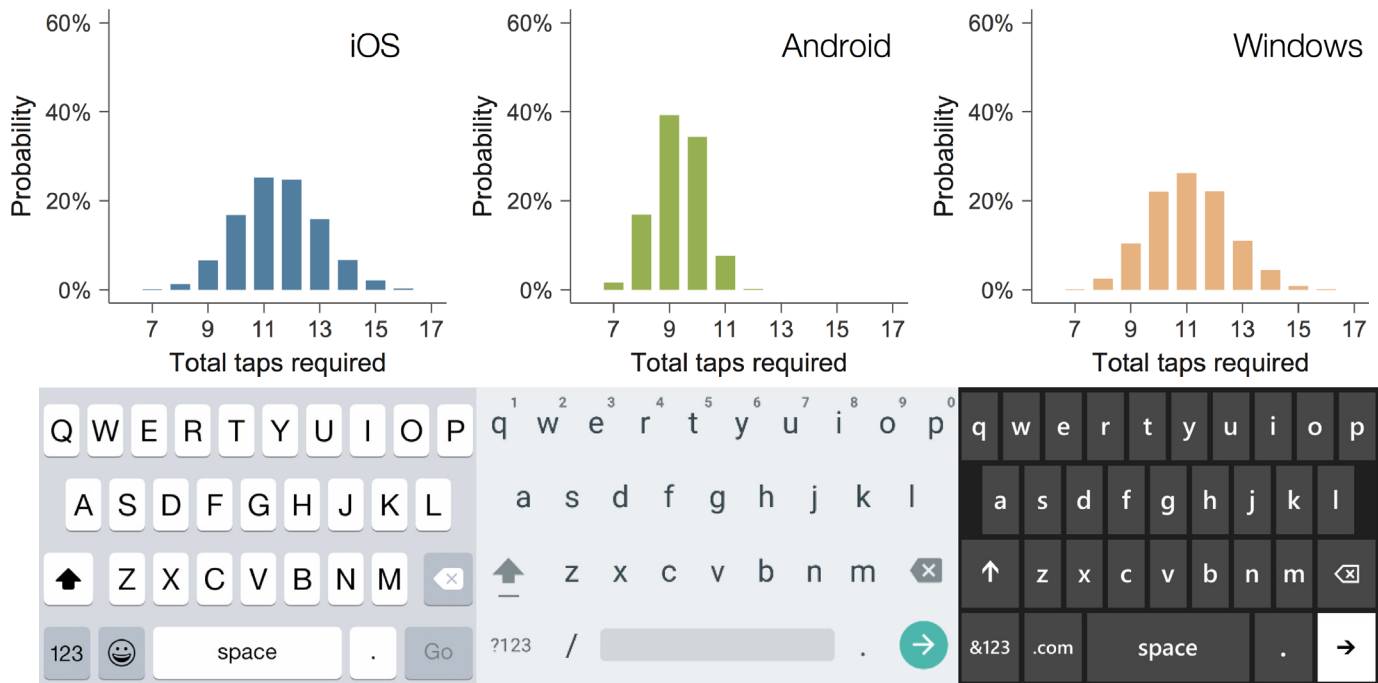 60%
40%
20%
0%
Probability
iOS
7 9 11 13 15 17
Total taps required
60%
40%
20%
0%
Probability
Android
7 9 11 13 15 17
Total taps required
60%
40%
20%
0%
Probability
Windows
7 9 11 13 15 17
Total taps required
Q W E R T Y U I O P
A S D F G H J K L
Z X C V B N M
123 space . Go
1 2 3 4 5 6 7 8 9 0
q w e r t y u i o p
a s d f g h j k l
z x c v b n m
?123 / .
q w e r t y u i o p
a s d f g h j k l
z x c v b n m
&123 .com space .